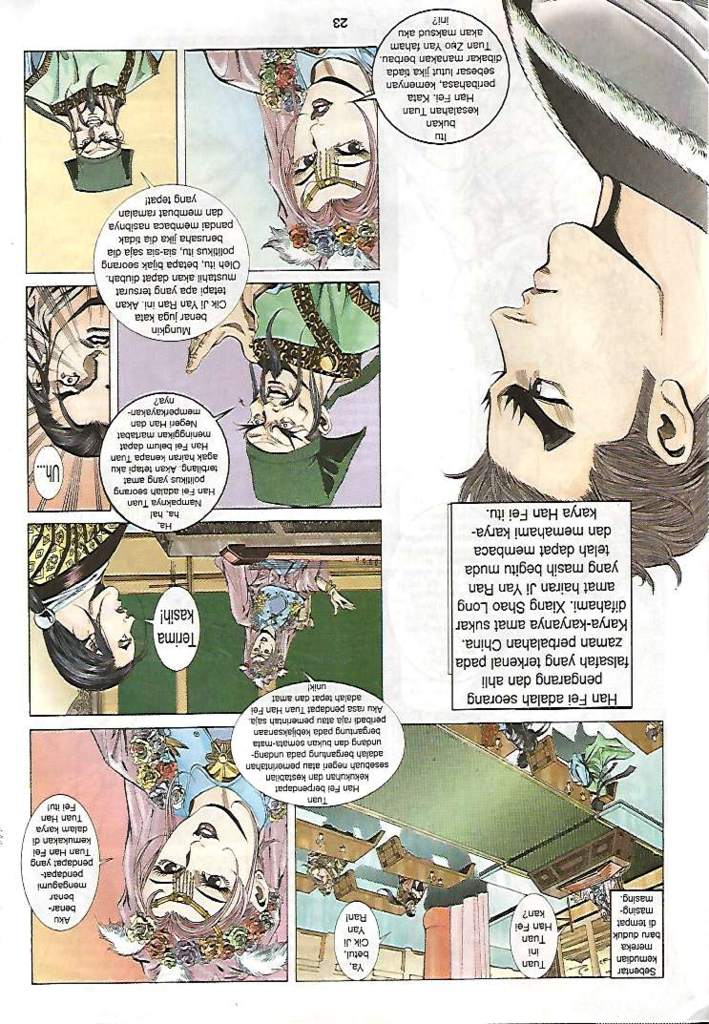 Sebentar
kemudian
mereka
baru duduk
di tempat
masing-
masing.
Tuan
ini
Tuan
Han Fei
kan?
Ya,
betul,
Cik Ji
Yan
Ran!
Aku
benar-
benar
mengagumi
pendapat-
pendapat yang
Tuan Han Fei
kemukakan di
dalam karya
Tuan Han
Fei itu!
Tuan
Han Fei berpendapat
kekukuhan dan kestabilan
sesebuah negeri atau pemerintahan
adalah bergantung pada undang-
undang dan bukan semata-mata
bergantung pada kebijaksanaan
peribadi raja atau pemerintah saja.
Aku rasa pendapat Tuan Han Fei
adalah tepat dan amat
unik!
Han Fei adalah seorang
pengarang dan ahli
falsafah yang terkenal pada
zaman perbalahan China.
Karya-karyanya amat sukar
difahami. Xiang Shao Long
amat hairan Ji Yan Ran
yang masih begitu muda
telah dapat membaca
dan memahami karya-
karya Han Fei itu.
Terima
kasih!
Ha,
ha, ha!
Nampaknya Tuan
Han Fei adalah seorang
politikus yang amat
terbilang. Akan tetapi aku
agak hairan kenapa Tuan
Han Fei belum dapat
meninggikan martabat
Negeri Han dan
memperkayakan-
nya?
Uh...
Mungkin
benar juga kata
Cik Ji Yan Ran ini. Akan
tetapi apa yang tersurat
mustahil akan dapat diubah.
Oleh itu, betapa bijak seorang
politikus itu, sia-sia saja dia
berusaha jika dia tidak
pandai membaca nasibnya
dan membuat ramalan
yang tepat!
Itu
bukan
kesalahan Tuan
Han Fei. Kata
peribahasa, kemenyan
sebesar lutut jika tiada
dibakar manakan berbau.
Tuan Zeo Yan faham
akan maksud aku
ini?
23